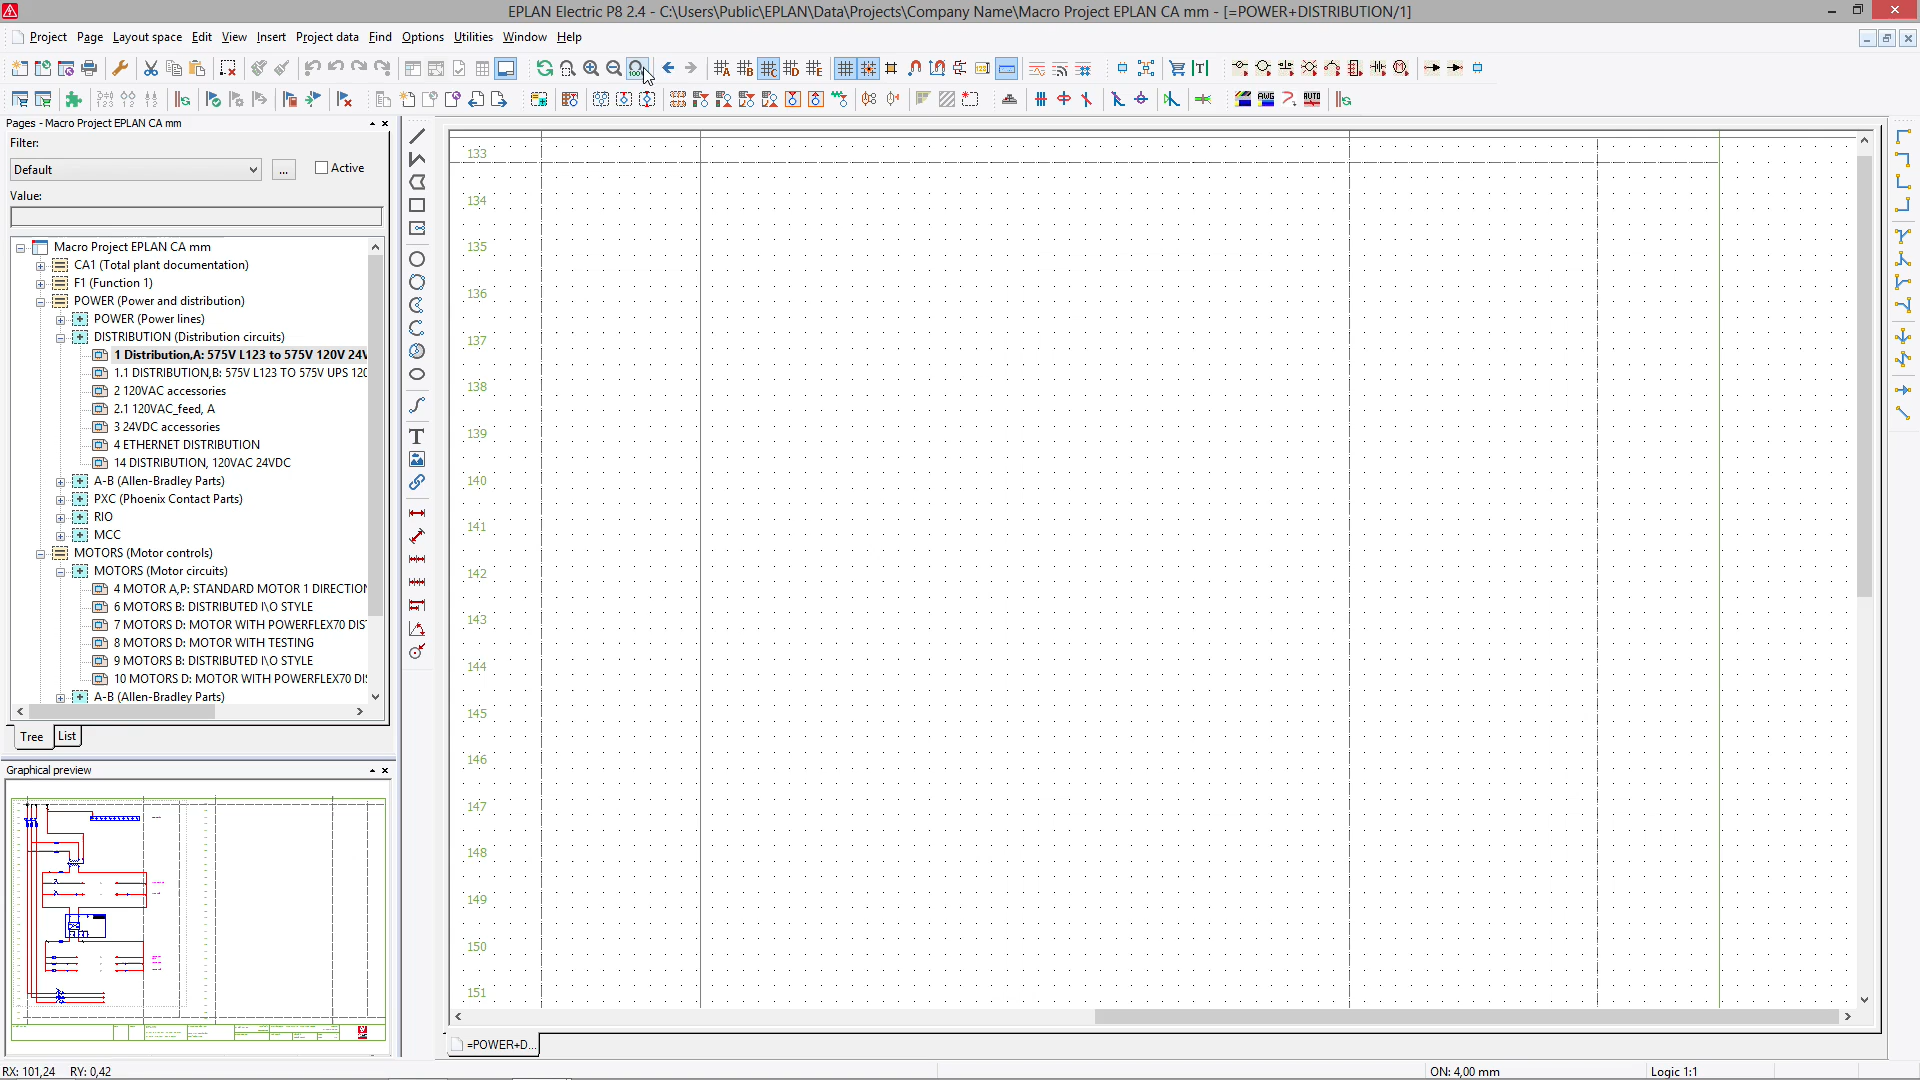 EPLAN Electric P8 2.4 - C:\Users\Public\EPLAN\Data\Projects\Company Name\Macro Project EPLAN CA mm - [=POWER+DISTRIBUTION/1]
Project Page Layout space Edit View Insert Project data Find Options Utilities Window Help
Pages - Macro Project EPLAN CA mm
Filter:
Default
...
Active
Value:
Macro Project EPLAN CA mm
CA1 (Total plant documentation)
F1 (Function 1)
POWER (Power and distribution)
POWER (Power lines)
DISTRIBUTION (Distribution circuits)
1 Distribution,A: 575V L123 to 575V 120V 24V
1.1 DISTRIBUTION,B: 575V L123 TO 575V UPS 120
2 120VAC accessories
2.1 120VAC_feed, A
3 24VDC accessories
4 ETHERNET DISTRIBUTION
14 DISTRIBUTION, 120VAC 24VDC
A-B (Allen-Bradley Parts)
PXC (Phoenix Contact Parts)
RIO
MCC
MOTORS (Motor controls)
MOTORS (Motor circuits)
4 MOTOR A,P: STANDARD MOTOR 1 DIRECTION
6 MOTORS B: DISTRIBUTED I\O STYLE
7 MOTORS D: MOTOR WITH POWERFLEX70 DIS
8 MOTORS D: MOTOR WITH TESTING
9 MOTORS B: DISTRIBUTED I\O STYLE
10 MOTORS D: MOTOR WITH POWERFLEX70 DI
A-B (Allen-Bradley Parts)
Tree List
Graphical preview
133
134
135
136
137
138
139
140
141
142
143
144
145
146
147
148
149
150
151
=POWER+D...
RX: 101,24 RY: 0,42
ON: 4,00 mm
Logic 1:1